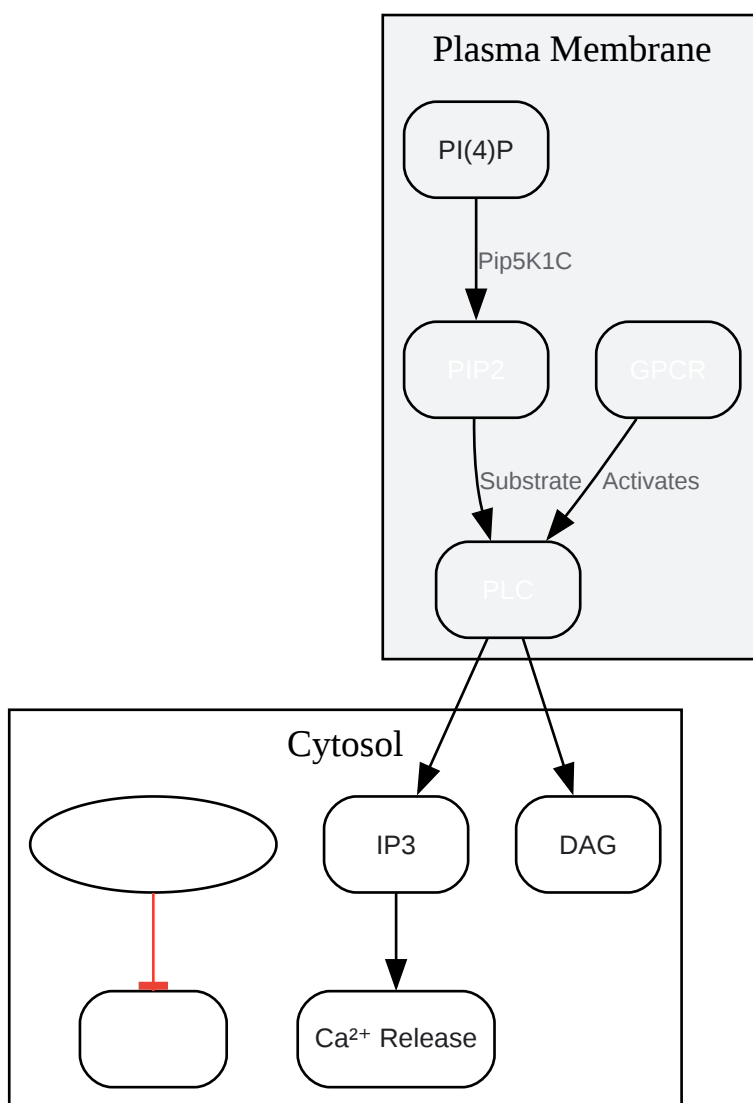 Plasma Membrane
PI(4)P
Pip5K1C
PIP2
GPCR
Substrate
Activates
PLC
Cytosol
IP3
DAG
Ca²⁺ Release